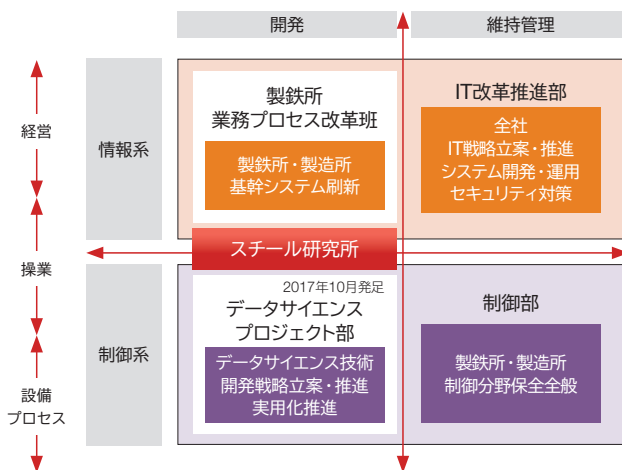 開発
維持管理
経営
操業
設備
プロセス
情報系
制御系
製鉄所
業務プロセス改革班
製鉄所・製造所
基幹システム刷新
IT改革推進部
全社
IT戦略立案・推進
システム開発・運用
セキュリティ対策
スチール研究所
2017年10月発足
データサイエンス
プロジェクト部
データサイエンス技術
開発戦略立案・推進
実用化推進
制御部
製鉄所・製造所
制御分野保全全般